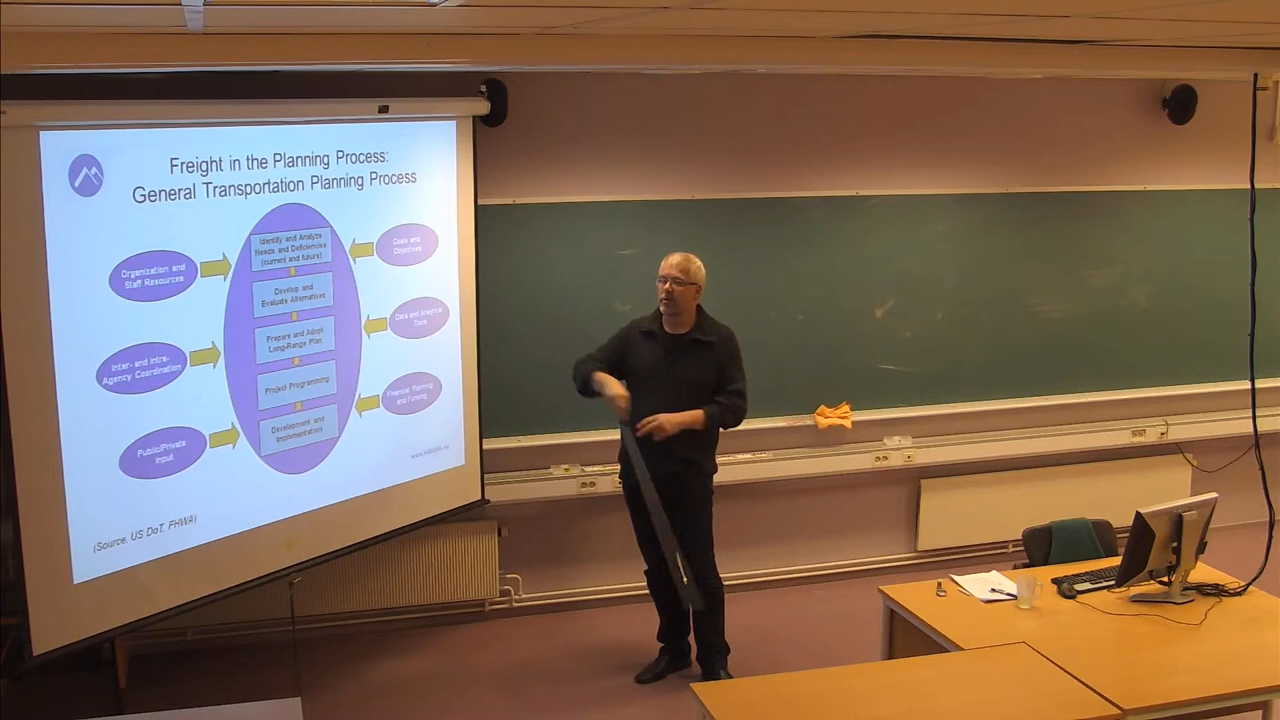 Freight in the Planning Process:
General Transportation Planning Process
Identify and Analyze
Needs and Deficiencies
(current and future)
Develop and
Evaluate Alternatives
Prepare and Adopt
Long-Range Plan
Project Programming
Development and
Implementation
Organization and
Staff Resources
Inter- and Intra-
Agency Coordination
Public/Private
Input
Goals and
Objectives
Data and Analytical
Tools
Financial Planning
and Funding
(Source, US DoT, FHWA)